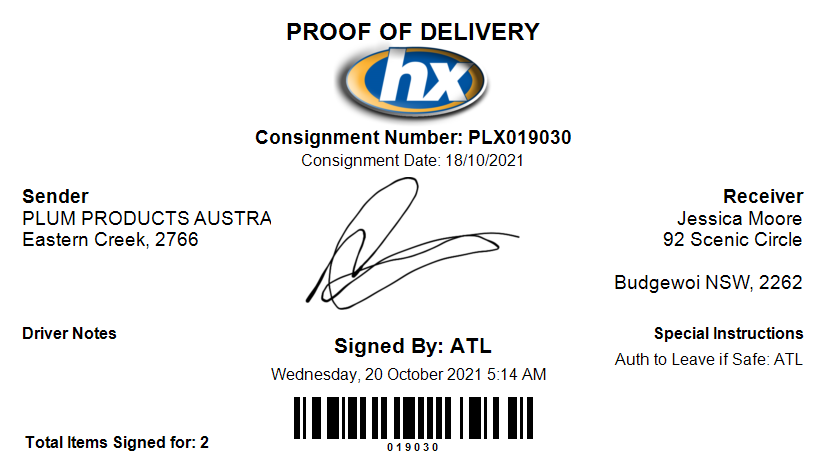 PROOF OF DELIVERY
hx
Consignment Number: PLX019030
Consignment Date: 18/10/2021
Sender
PLUM PRODUCTS AUSTRA
Eastern Creek, 2766
Receiver
Jessica Moore
92 Scenic Circle
Budgewoi NSW, 2262
Driver Notes
Signed By: ATL
Wednesday, 20 October 2021 5:14 AM
Special Instructions
Auth to Leave if Safe: ATL
019030
Total Items Signed for: 2